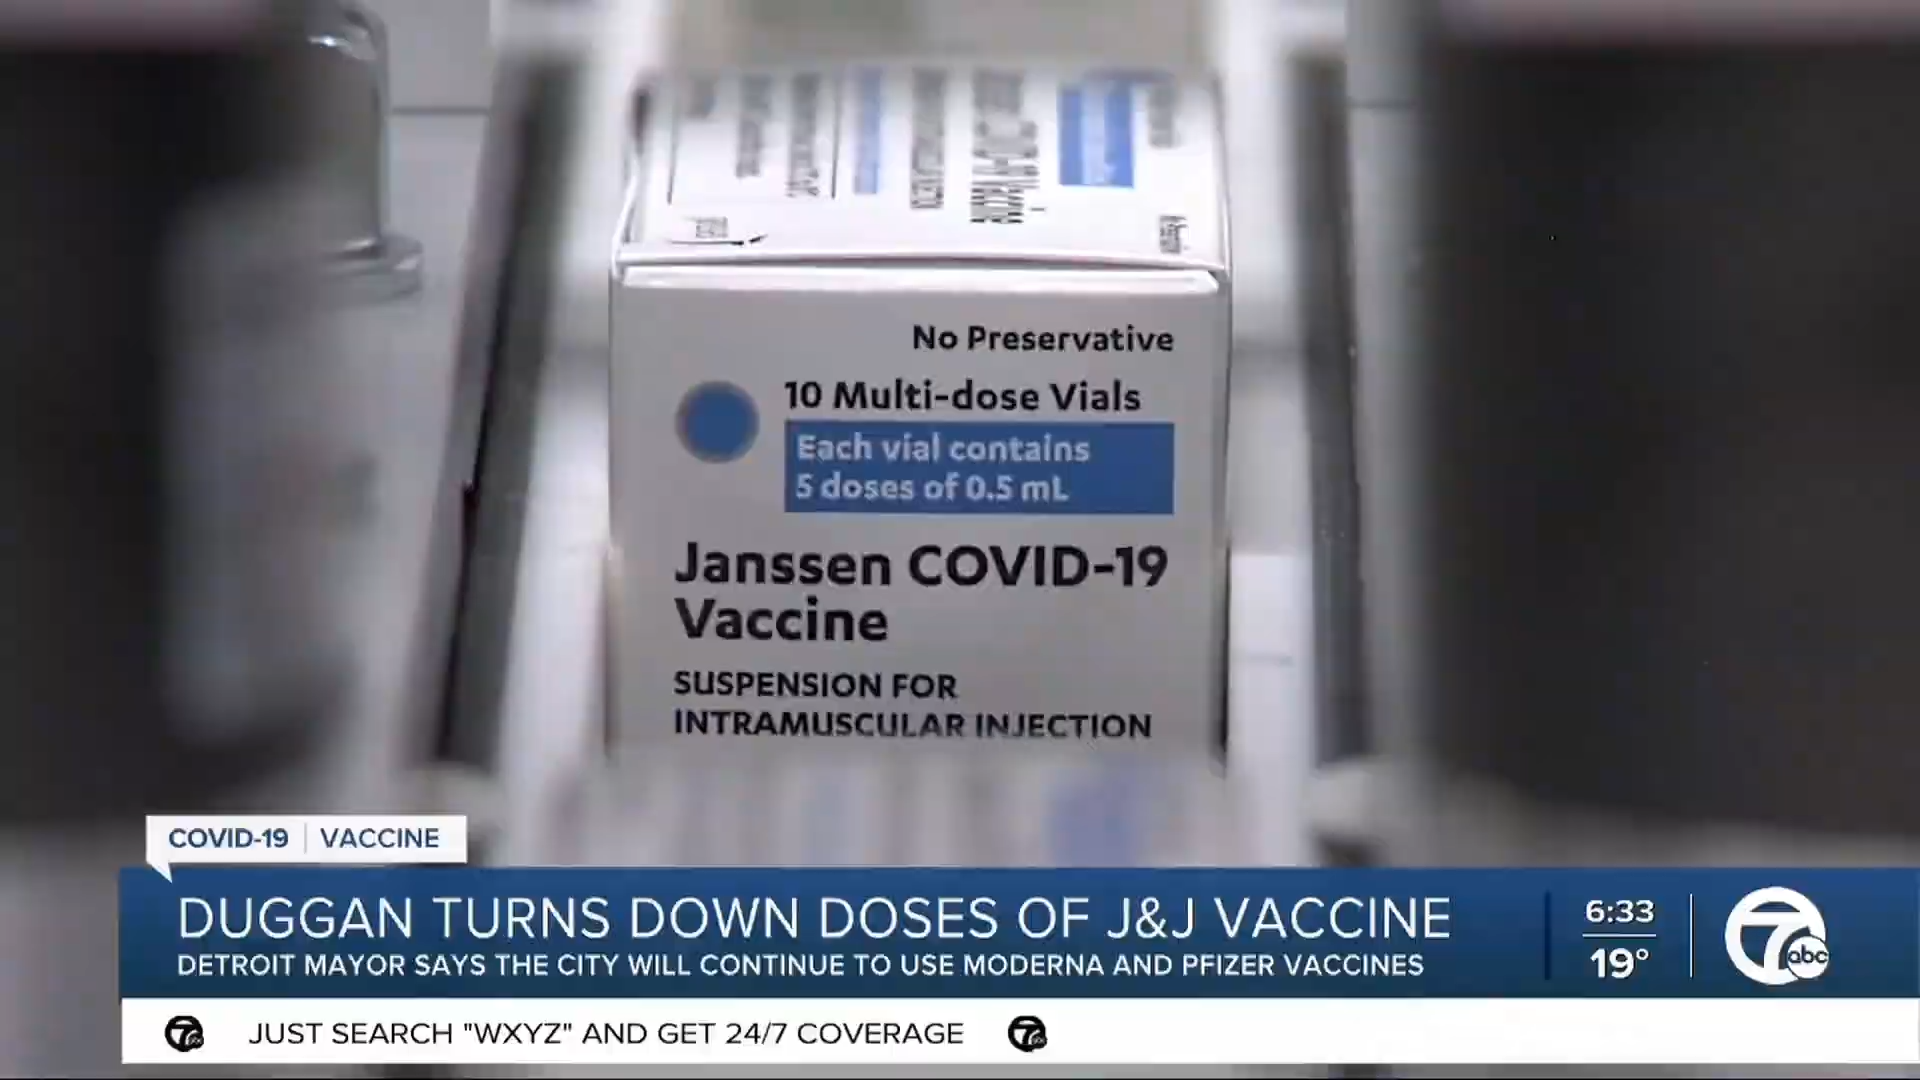 No Preservative
10 Multi-dose Vials
Each vial contains
5 doses of 0.5 mL
Janssen COVID-19
Vaccine
SUSPENSION FOR
INTRAMUSCULAR INJECTION
COVID-19 VACCINE
DUGGAN TURNS DOWN DOSES OF J&J VACCINE
DETROIT MAYOR SAYS THE CITY WILL CONTINUE TO USE MODERNA AND PFIZER VACCINES
6:33
19°
7 abc
JUST SEARCH "WXYZ" AND GET 24/7 COVERAGE